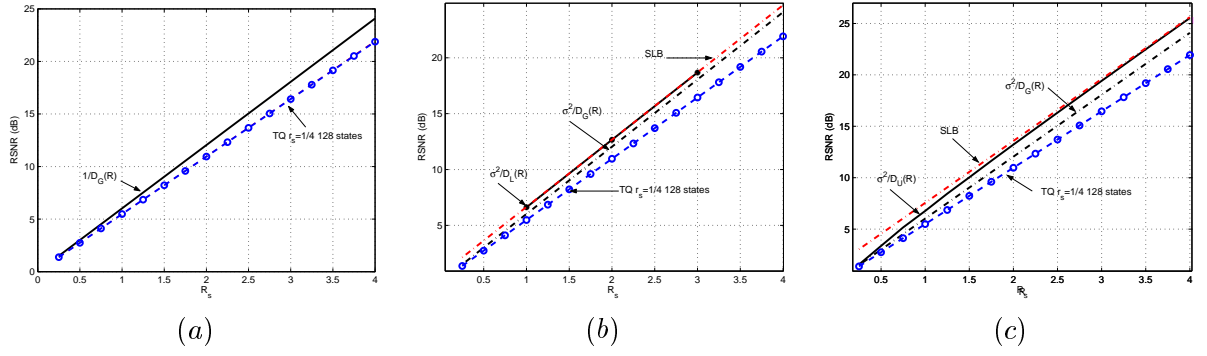 25
20
15
10
5
0
RSNR (dB)
1/D_G(R)
TQ r_s=1/4 128 states
0 0.5 1 1.5 2 2.5 3 3.5 4
R_s
(a)
20
15
10
5
RSNR (dB)
SLB
σ²/D_G(R)
σ²/D_L(R)
TQ r_s=1/4 128 states
0.5 1 1.5 2 2.5 3 3.5 4
R_s
(b)
25
20
15
10
5
RSNR (dB)
σ²/D_G(R)
SLB
σ²/D_U(R)
TQ r_s=1/4 128 states
0.5 1 1.5 2 2.5 3 3.5 4
R_s
(c)